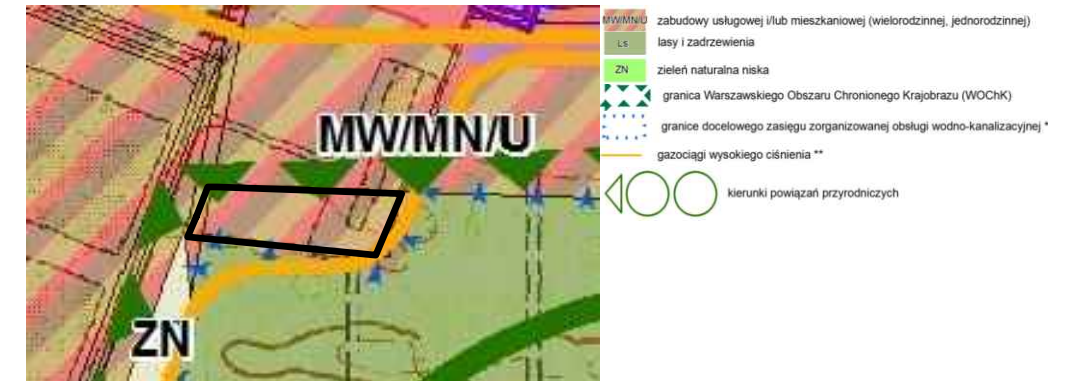 MW/MN/U
ZN
MW/MN/U zabudowy usługowej i/lub mieszkaniowej (wielorodzinnej, jednorodzinnej)
Ls lasy i zadrzewienia
ZN zieleń naturalna niska
granica Warszawskiego Obszaru Chronionego Krajobrazu (WOChK)
granice docelowego zasięgu zorganizowanej obsługi wodno-kanalizacyjnej *
gazociągi wysokiego ciśnienia **
kierunki powiązań przyrodniczych